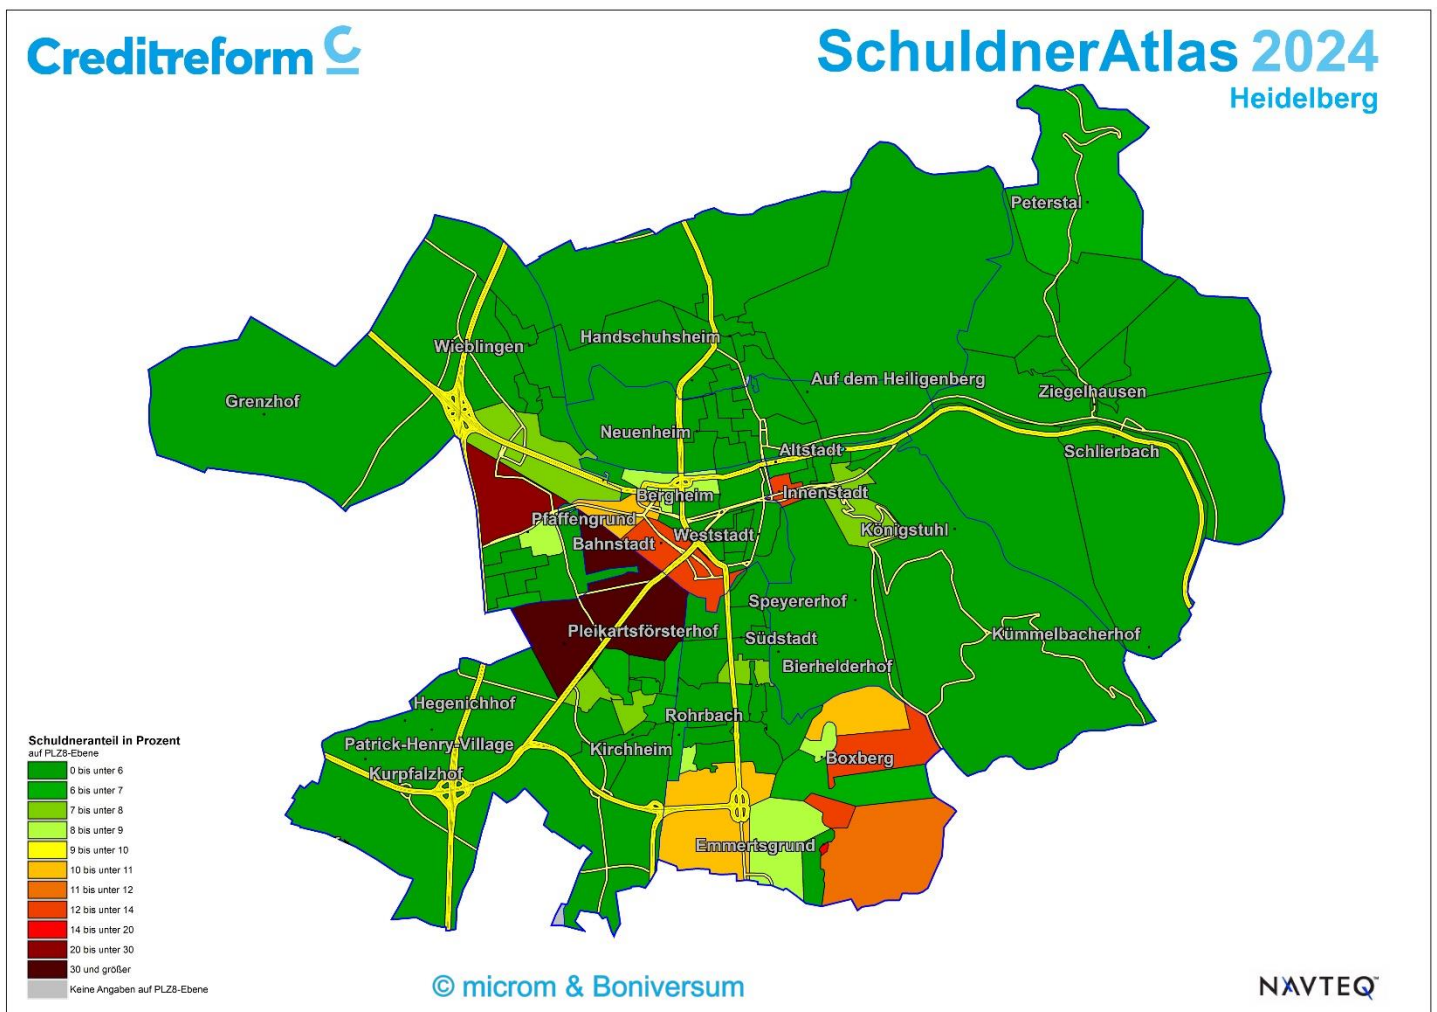 Creditreform
SchuldnerAtlas 2024
Heidelberg
Peterstal
Handschuhsheim
Wieblingen
Auf dem Heiligenberg
Ziegelhausen
Grenzhof
Neuenheim
Altstadt
Schlierbach
Bergheim
Innenstadt
Pfaffengrund
Königstuhl
Weststadt
Bahnstadt
Speyererhof
Pleikartsförsterhof
Südstadt
Kümmelbacherhof
Bierhelderhof
Hegenichhof
Rohrbach
Patrick-Henry-Village
Kirchheim
Boxberg
Kurpfalzhof
Emmertsgrund
Schuldneranteil in Prozent
auf PLZ8-Ebene
0 bis unter 6
6 bis unter 7
7 bis unter 8
8 bis unter 9
9 bis unter 10
10 bis unter 11
11 bis unter 12
12 bis unter 14
14 bis unter 20
20 bis unter 30
30 und größer
Keine Angaben auf PLZ8-Ebene
© microm & Boniversum
NAVTEQ™